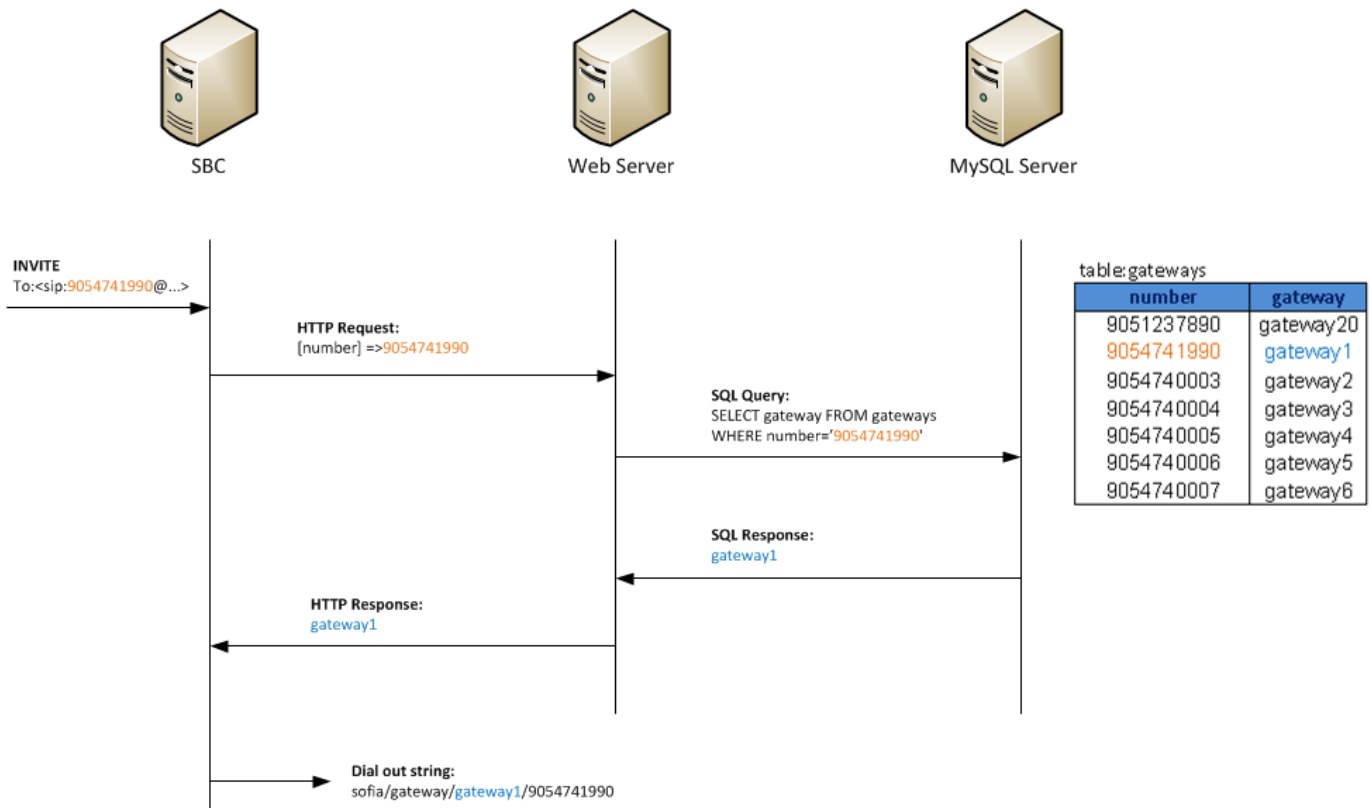 SBC
Web Server
MySQL Server
INVITE
To:<sip:9054741990@...>
HTTP Request:
[number] =>9054741990
SQL Query:
SELECT gateway FROM gateways
WHERE number='9054741990'
SQL Response:
gateway1
HTTP Response:
gateway1
Dial out string:
sofia/gateway/gateway1/9054741990
table:gateways
number gateway
9051237890 gateway20
9054741990 gateway1
9054740003 gateway2
9054740004 gateway3
9054740005 gateway4
9054740006 gateway5
9054740007 gateway6